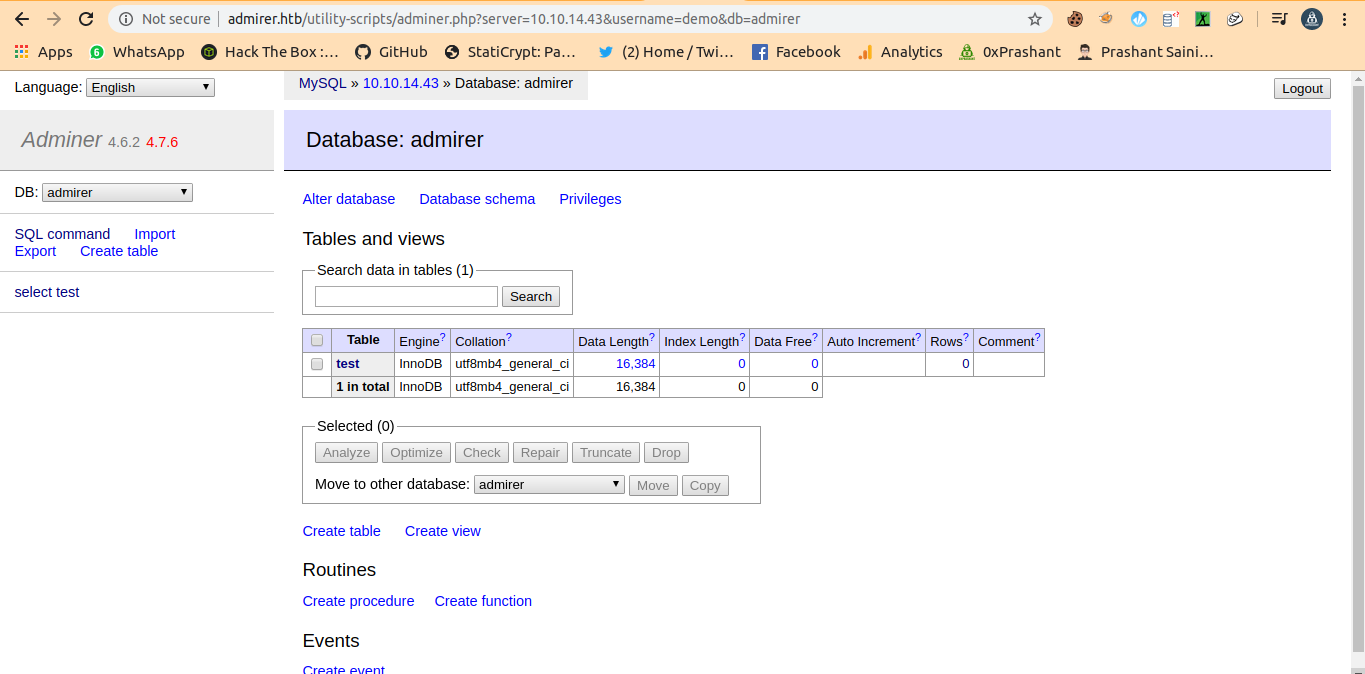 Not secure | admirer.htb/utility-scripts/adminer.php?server=10.10.14.43&username=demo&db=admirer
Apps WhatsApp Hack The Box :… GitHub StatiCrypt: Pa… (2) Home / Twi… Facebook Analytics 0xPrashant Prashant Saini…
Language: English
MySQL » 10.10.14.43 » Database: admirer
Logout
Adminer 4.6.2 4.7.6
Database: admirer
DB: admirer
SQL command Import
Export Create table
select test
Alter database Database schema Privileges
Tables and views
Search data in tables (1)
Search
Table Engine? Collation? Data Length? Index Length? Data Free? Auto Increment? Rows? Comment?
test InnoDB utf8mb4_general_ci 16,384 0 0 0
1 in total InnoDB utf8mb4_general_ci 16,384 0 0
Selected (0)
Analyze Optimize Check Repair Truncate Drop
Move to other database: admirer Move Copy
Create table Create view
Routines
Create procedure Create function
Events
Create event